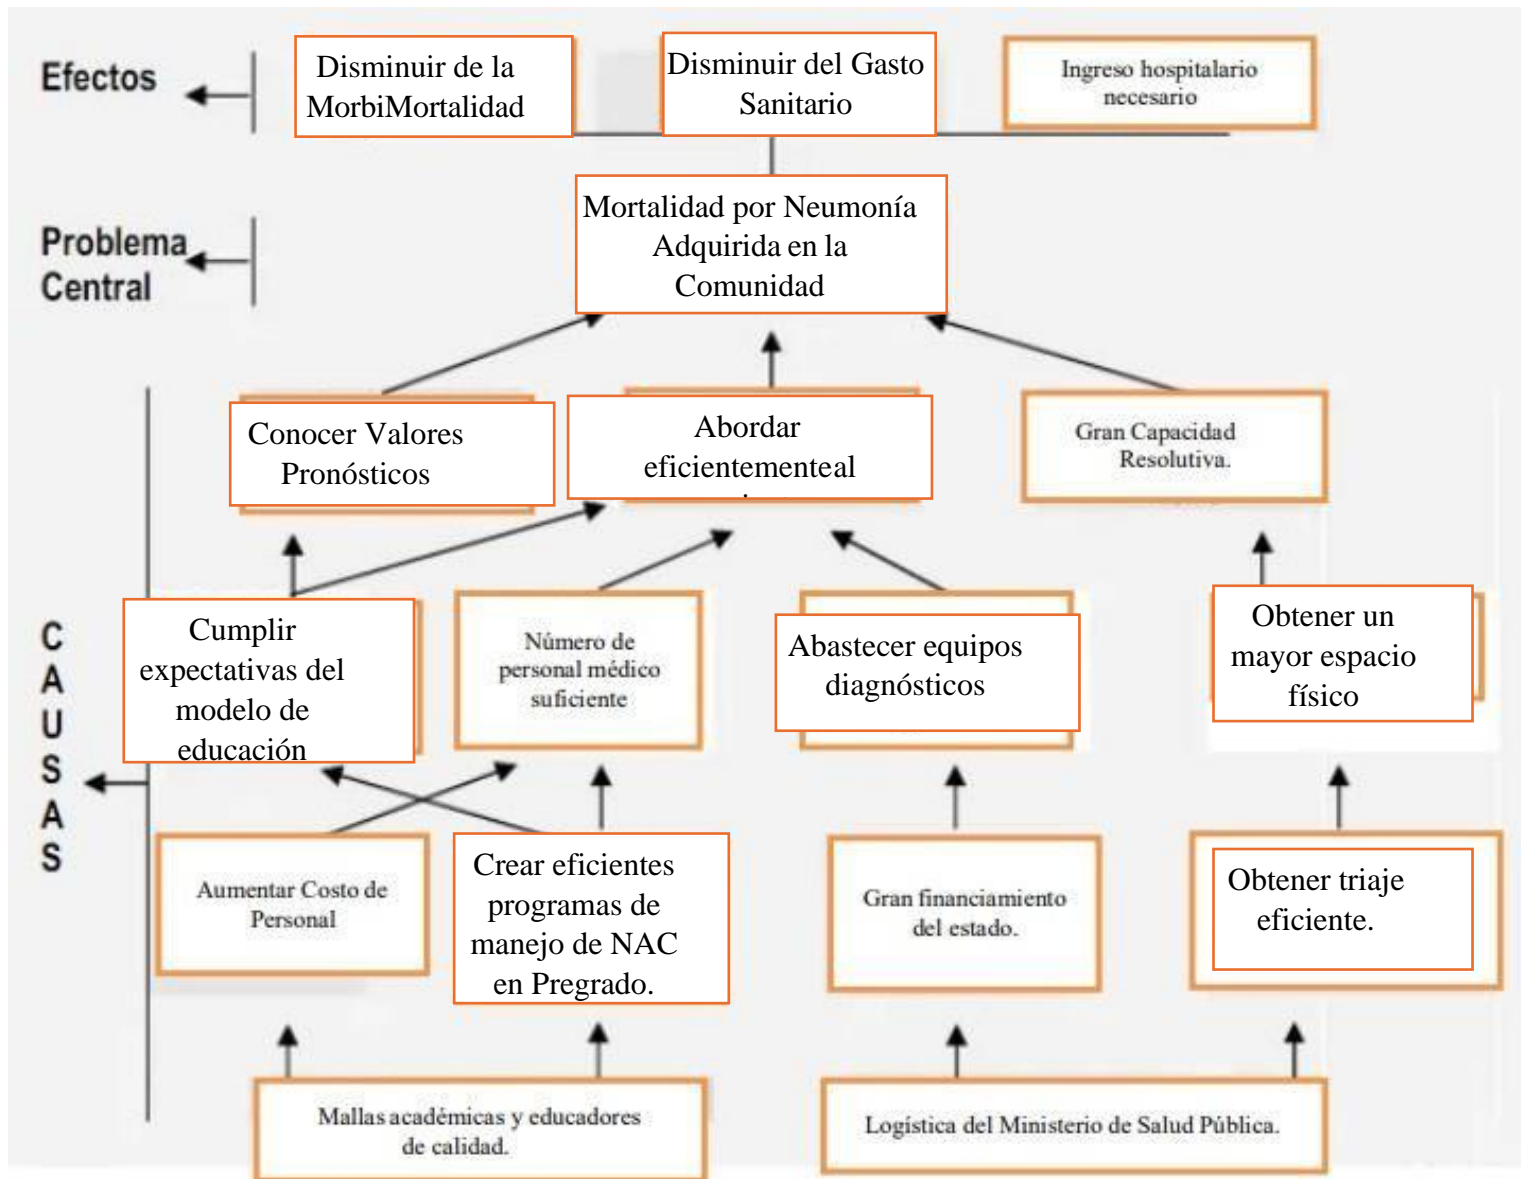 Efectos
Disminuir de la
MorbiMortalidad
Disminuir del Gasto
Sanitario
Ingreso hospitalario
necesario
Problema
Central
Mortalidad por Neumonía
Adquirida en la
Comunidad
Conocer Valores
Pronósticos
Abordar
eficientementeal
Gran Capacidad
Resolutiva.
CAUSAS
Cumplir
expectativas del
modelo de
educación
Número de
personal médico
suficiente
Abastecer equipos
diagnósticos
Obtener un
mayor espacio
físico
Aumentar Costo de
Personal
Crear eficientes
programas de
manejo de NAC
en Pregrado.
Gran financiamiento
del estado.
Obtener triaje
eficiente.
Mallas académicas y educadores
de calidad.
Logística del Ministerio de Salud Pública.